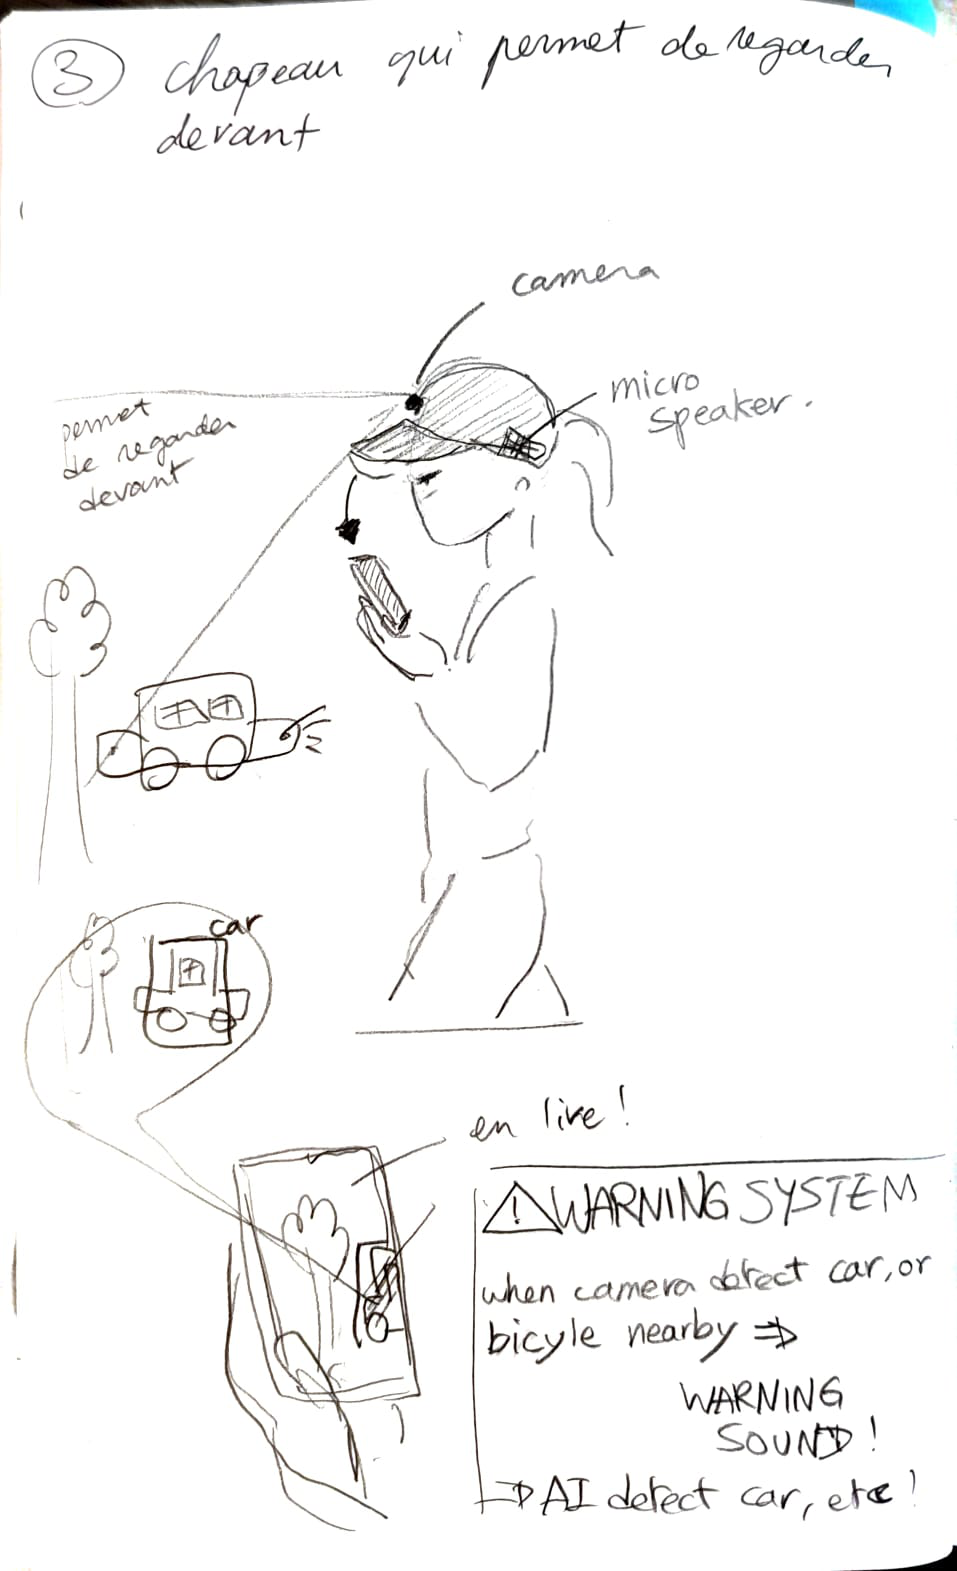 3 chapeau qui permet de regarder
devant
camera
micro
speaker.
permet
de regarder
devant
car
en live!
WARNING SYSTEM
when camera detect car, or
bicyle nearby ⇒
WARNING
SOUND!
⇒ AI detect car, etc!